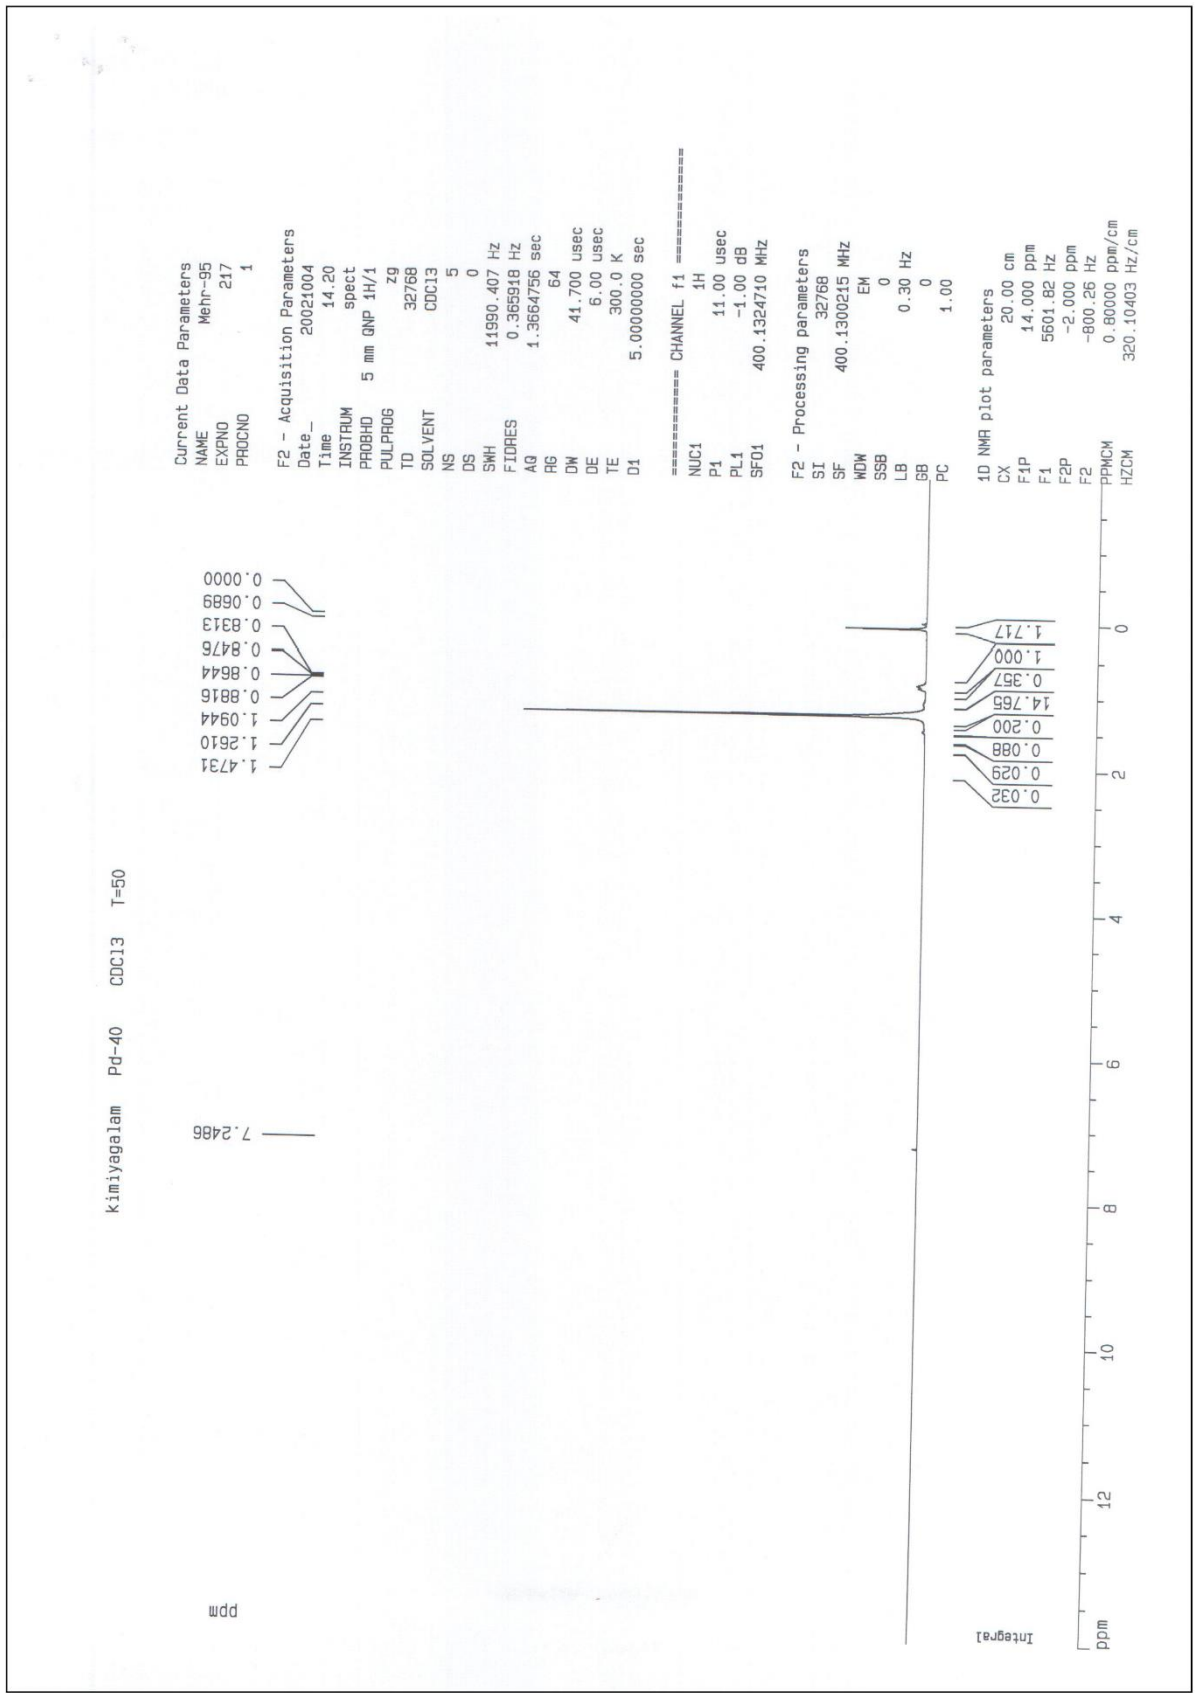 kimiyagalam Pd-40 CDCl3 T=50
ppm
7.2486
1.4731
1.2610
1.0944
0.8816
0.8644
0.8476
0.8313
0.0689
0.0000
Current Data Parameters
NAME Mehr-95
EXPNO 217
PROCNO 1
F2 - Acquisition Parameters
Date_ 20021004
Time 14.20
INSTRUM spect
PROBHD 5 mm QNP 1H/1
PULPROG zg
TD 32768
SOLVENT CDCl3
NS 5
DS 0
SWH 11990.407 Hz
FIDRES 0.365918 Hz
AQ 1.3664756 sec
RG 64
DW 41.700 usec
DE 6.00 usec
TE 300.0 K
D1 5.00000000 sec
=========== CHANNEL f1 ===========
NUC1 1H
P1 11.00 usec
PL1 -1.00 dB
SFO1 400.1324710 MHz
F2 - Processing parameters
SI 32768
SF 400.1300215 MHz
WDW EM
SSB 0
LB 0.30 Hz
GB 0
PC 1.00
1D NMR plot parameters
CX 20.00 cm
F1P 14.000 ppm
F1 5601.82 Hz
F2P -2.000 ppm
F2 -800.26 Hz
PPMCM 0.80000 ppm/cm
HZCM 320.10403 Hz/cm
Integral
0.032
0.029
0.088
0.200
14.765
0.357
1.000
1.717
ppm 12 10 8 6 4 2 0